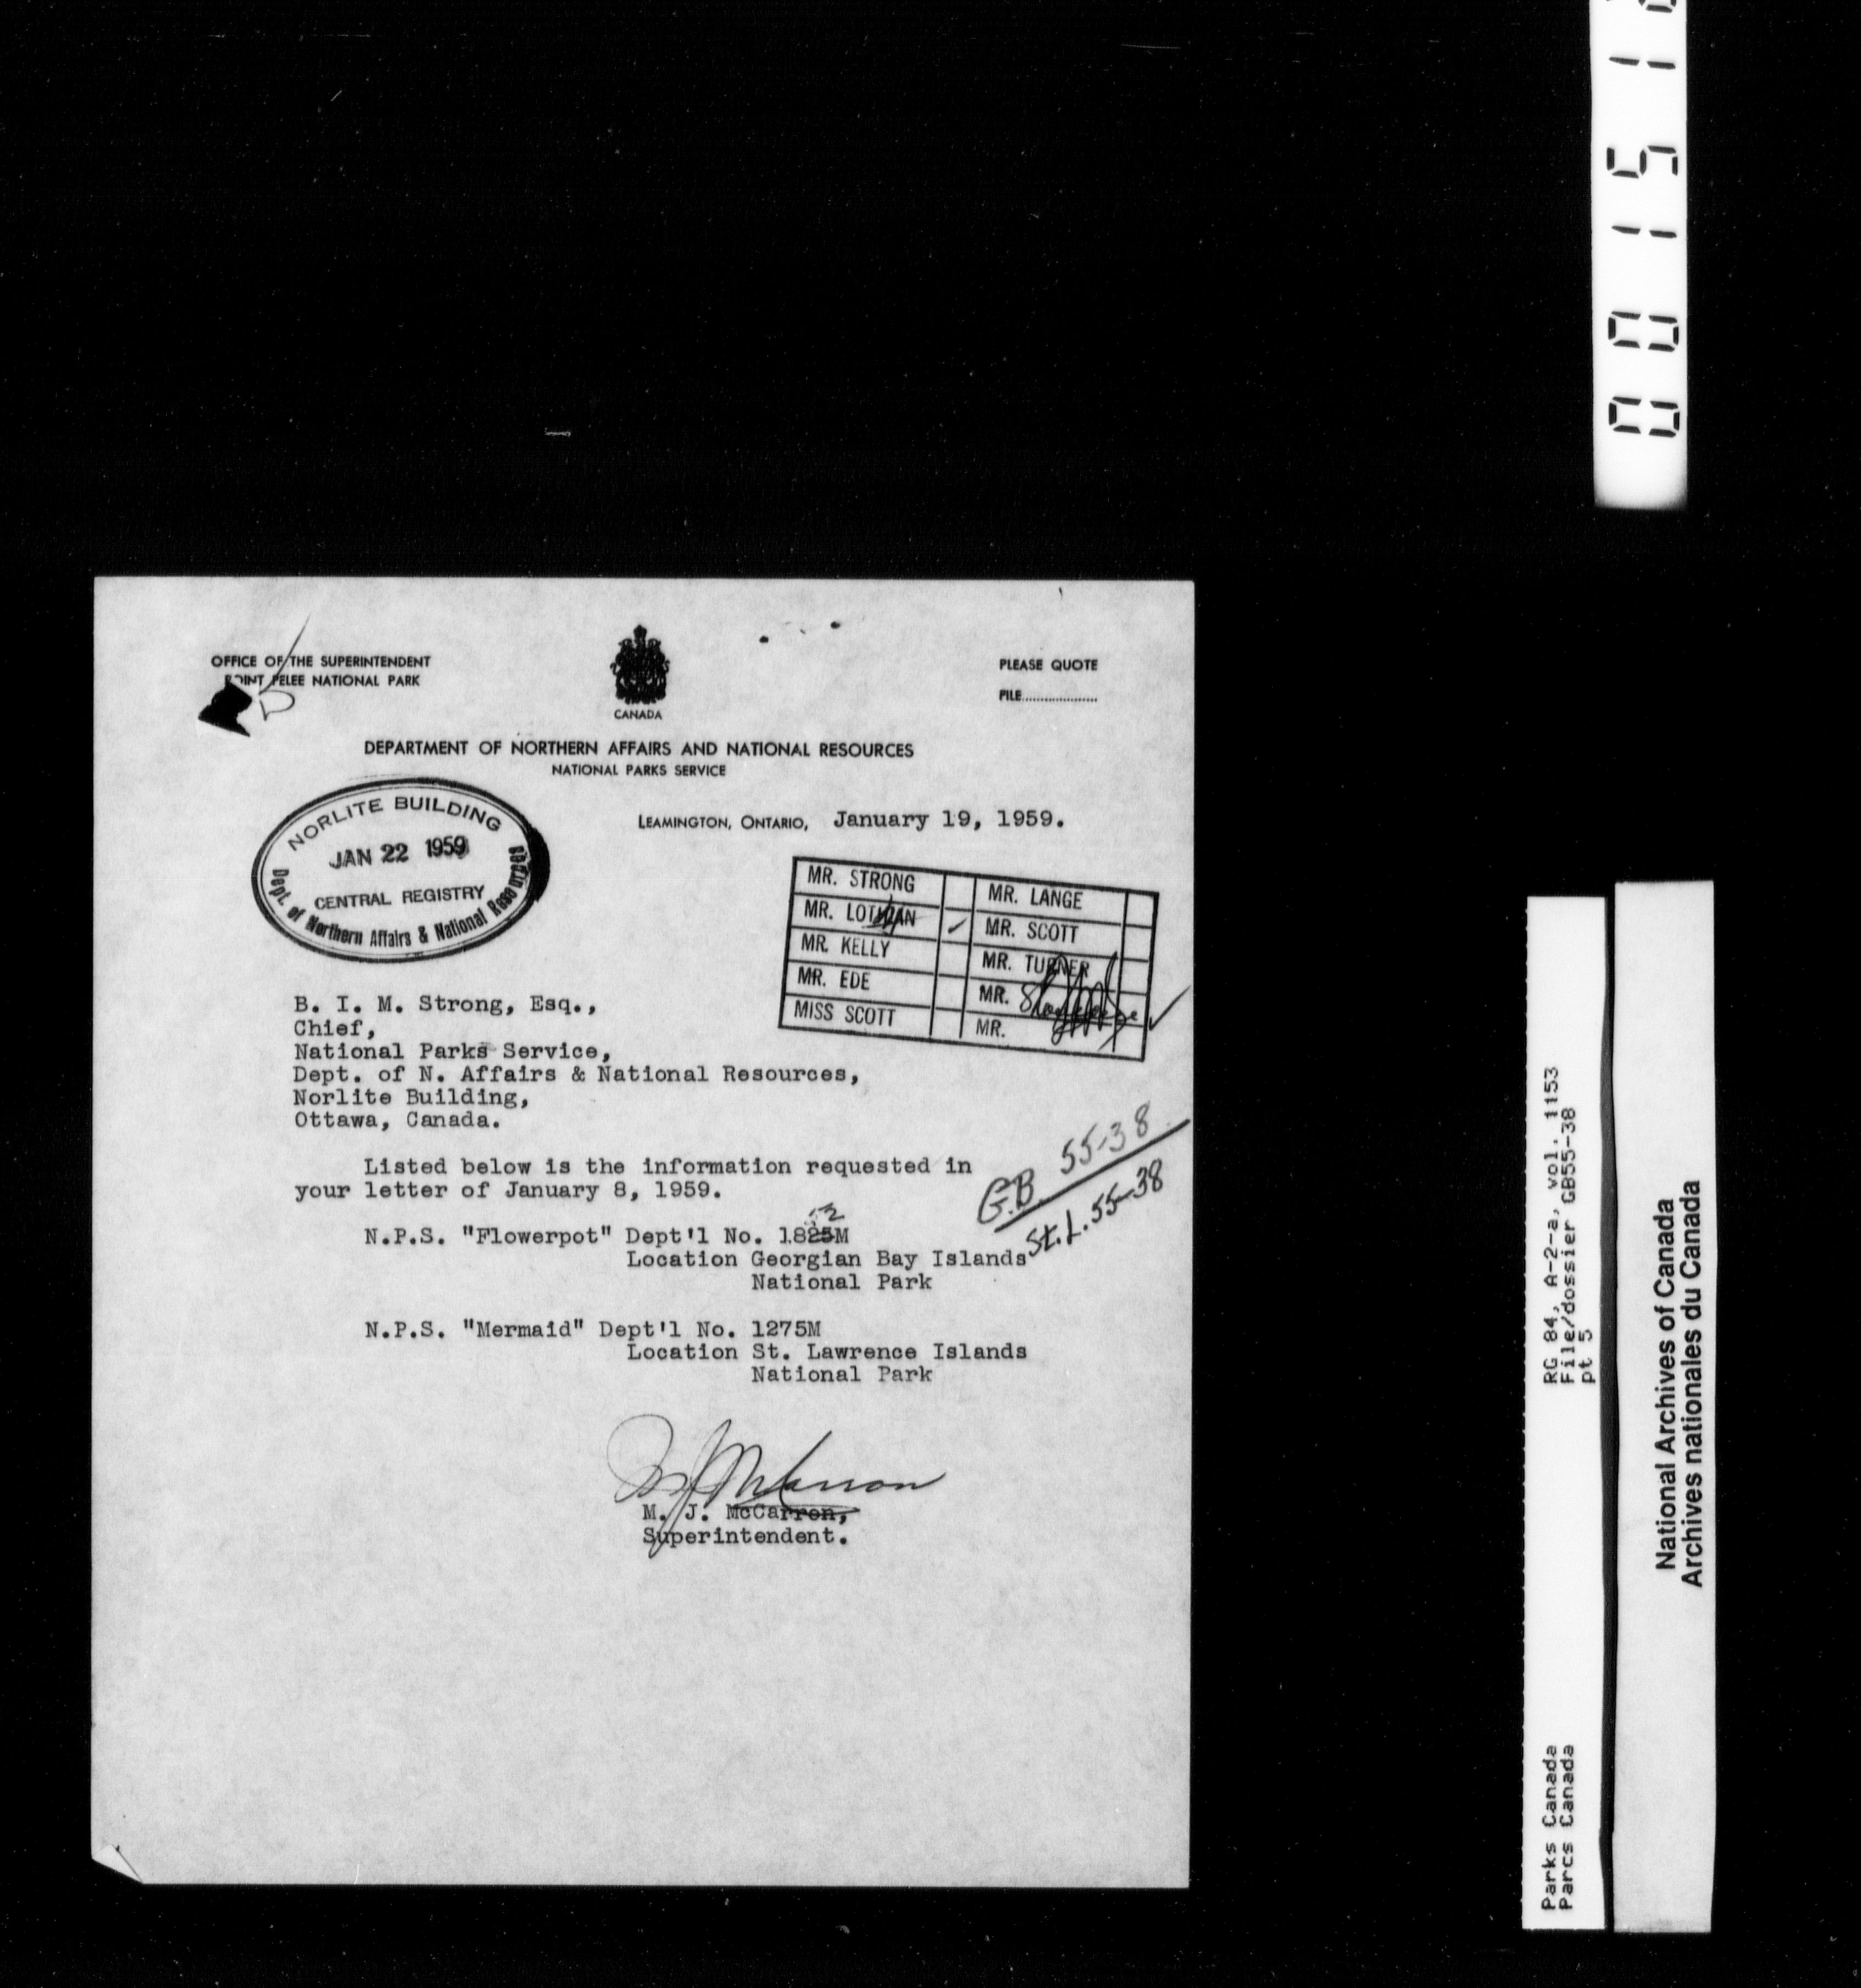 OFFICE OF THE SUPERINTENDENT
POINT PELEE NATIONAL PARK
CANADA
PLEASE QUOTE
FILE....................
DEPARTMENT OF NORTHERN AFFAIRS AND NATIONAL RESOURCES
NATIONAL PARKS SERVICE
LEAMINGTON, ONTARIO, January 19, 1959.
NORLITE BUILDING
JAN 22 1959
CENTRAL REGISTRY
Dept. of Northern Affairs & National Resources
MR. STRONG MR. LANGE
MR. LOTHIAN ✓ MR. SCOTT
MR. KELLY MR. TURNER
MR. EDE MR.
MISS SCOTT MR.
B. I. M. Strong, Esq.,
Chief,
National Parks Service,
Dept. of N. Affairs & National Resources,
Norlite Building,
Ottawa, Canada.
G.B. 55-38
St. L. 55-38
Listed below is the information requested in
your letter of January 8, 1959.
N.P.S. "Flowerpot" Dept'l No. 1825M
Location Georgian Bay Islands
National Park
N.P.S. "Mermaid" Dept'l No. 1275M
Location St. Lawrence Islands
National Park
M. J. McCarron,
Superintendent.
RG 84, A-2-a, vol. 1153
File/dossier GB55-38
pt 5
Parks Canada
Parcs Canada
National Archives of Canada
Archives nationales du Canada